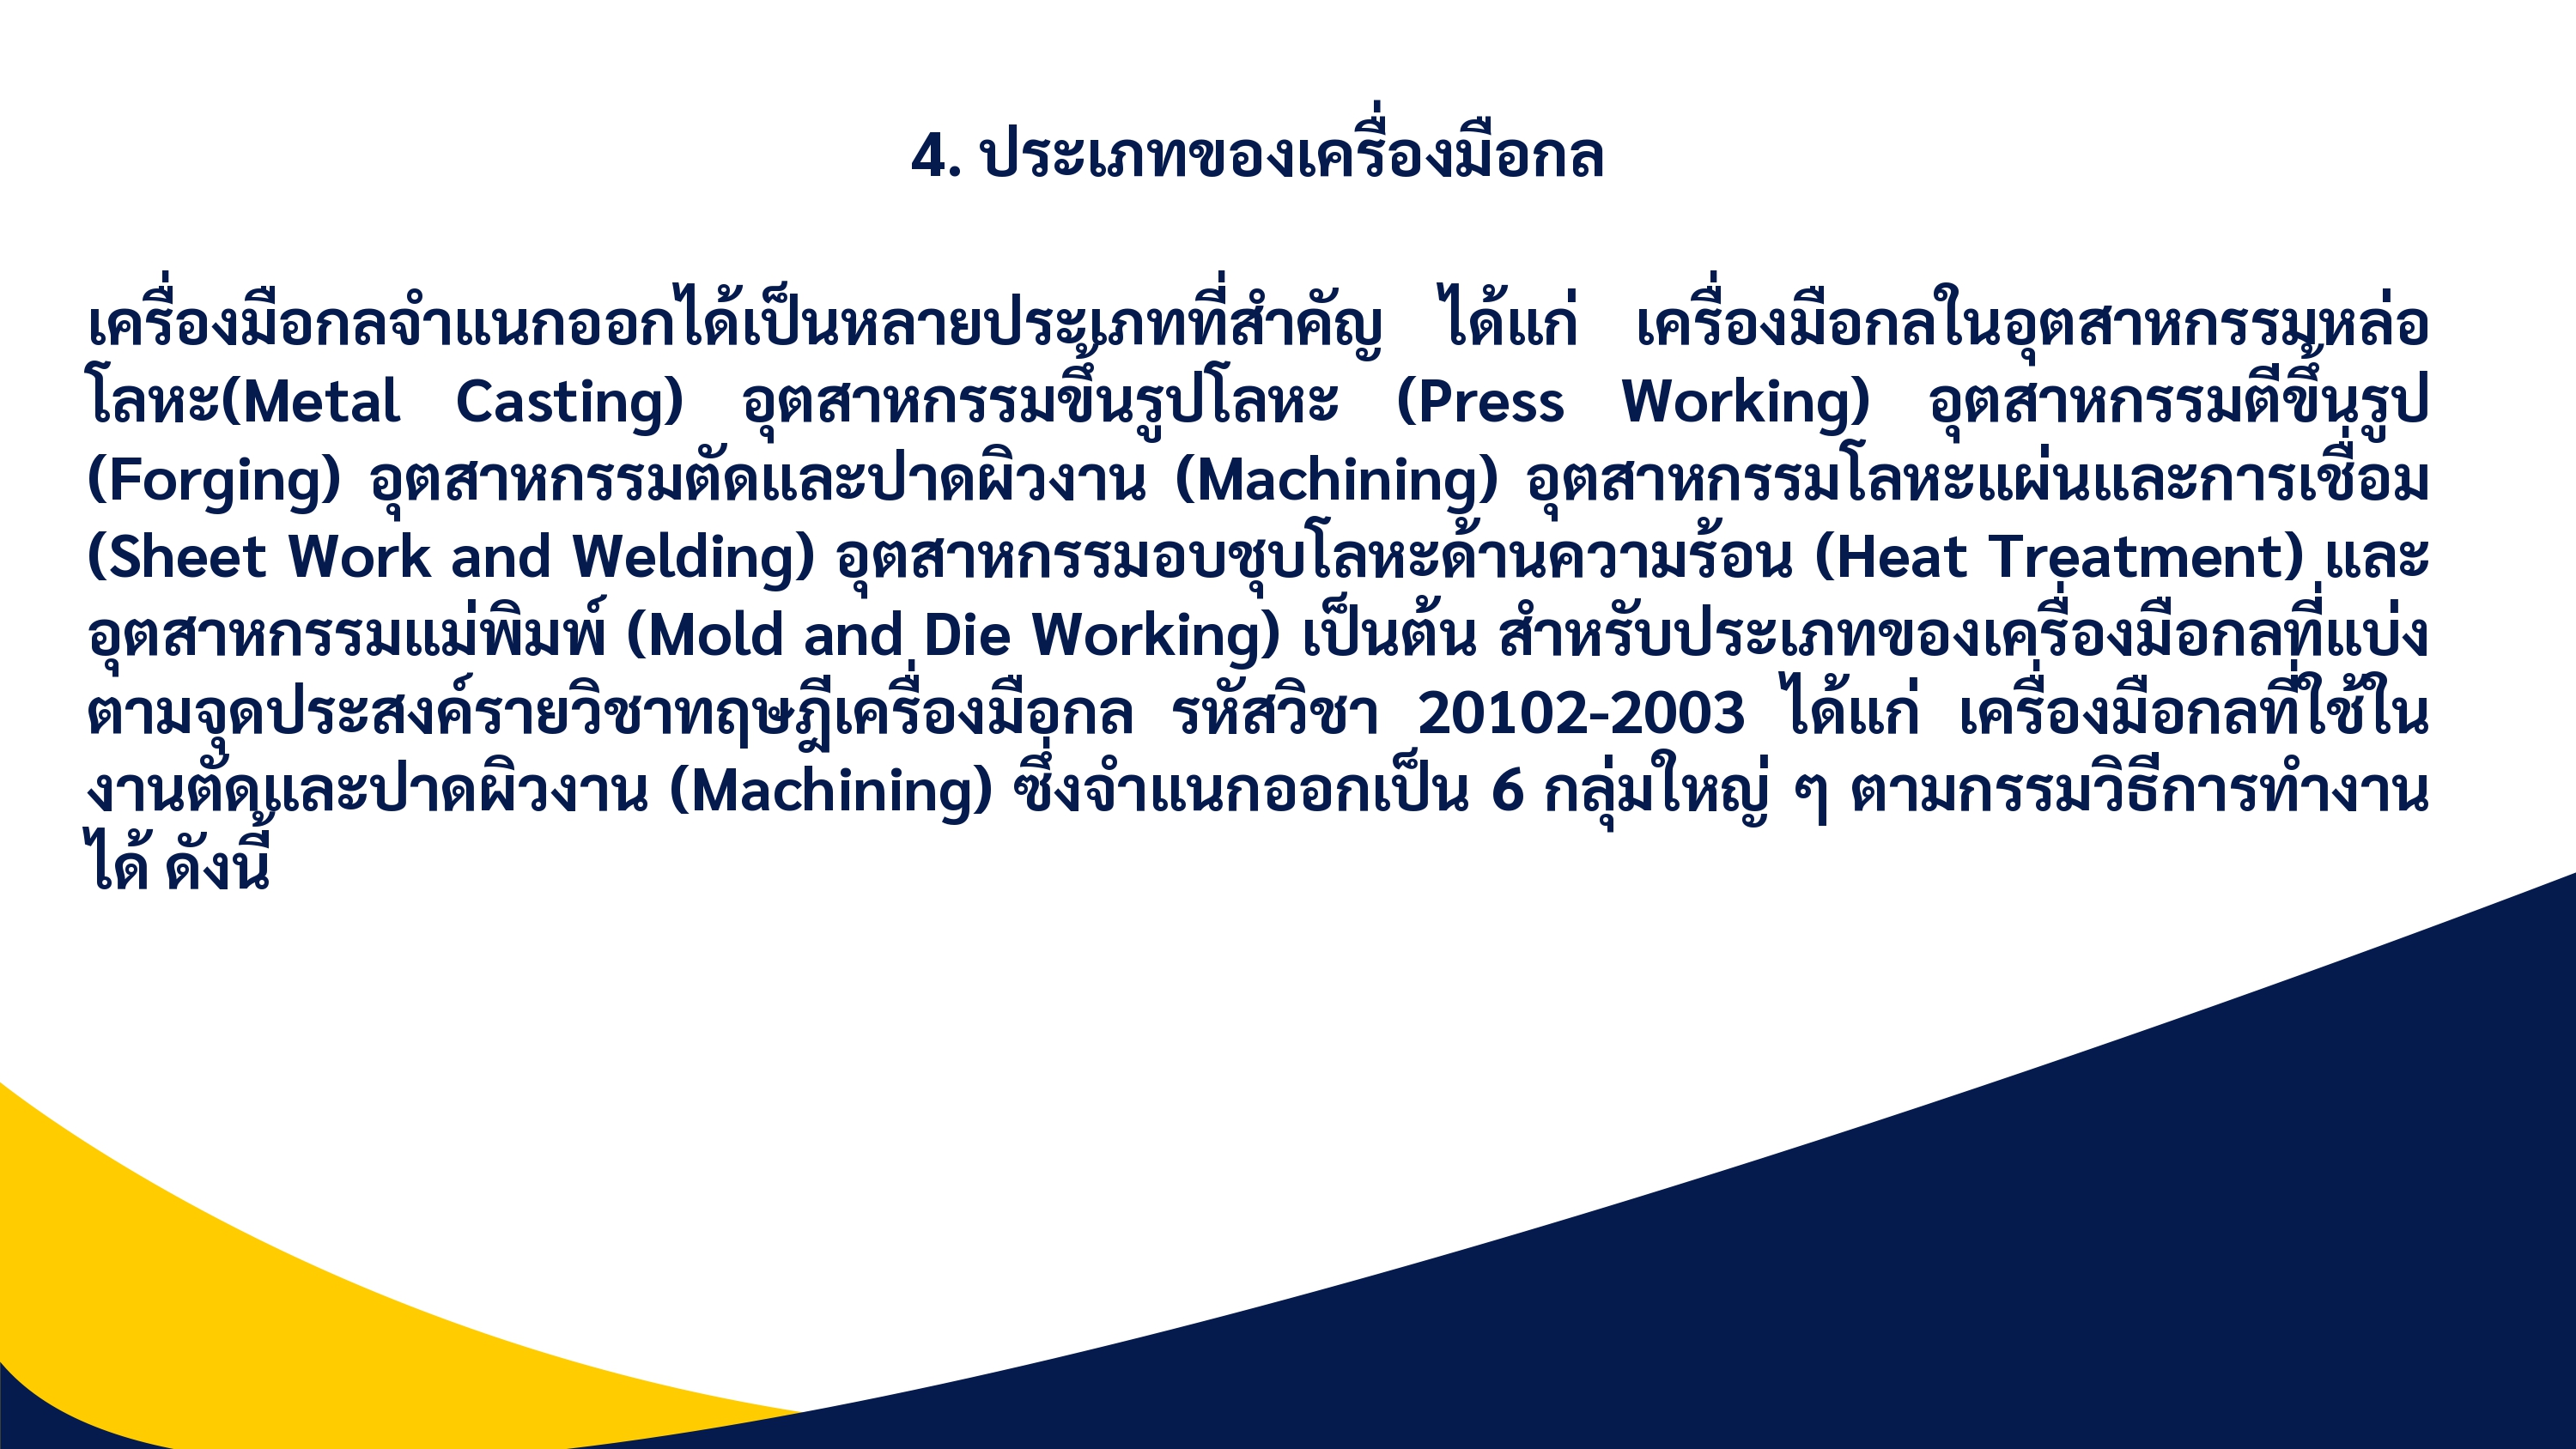 4. ประเภทของเครื่องมือกล
เครื่องมือกลจำแนกออกได้เป็นหลายประเภทที่สำคัญ ได้แก่ เครื่องมือกลในอุตสาหกรรมหล่อ
โลหะ(Metal Casting) อุตสาหกรรมขึ้นรูปโลหะ (Press Working) อุตสาหกรรมตีขึ้นรูป
(Forging) อุตสาหกรรมตัดและปาดผิวงาน (Machining) อุตสาหกรรมโลหะแผ่นและการเชื่อม
(Sheet Work and Welding) อุตสาหกรรมอบชุบโลหะด้านความร้อน (Heat Treatment) และ
อุตสาหกรรมแม่พิมพ์ (Mold and Die Working) เป็นต้น สำหรับประเภทของเครื่องมือกลที่แบ่ง
ตามจุดประสงค์รายวิชาทฤษฎีเครื่องมือกล รหัสวิชา 20102-2003 ได้แก่ เครื่องมือกลที่ใช้ใน
งานตัดและปาดผิวงาน (Machining) ซึ่งจำแนกออกเป็น 6 กลุ่มใหญ่ ๆ ตามกรรมวิธีการทำงาน
ได้ ดังนี้